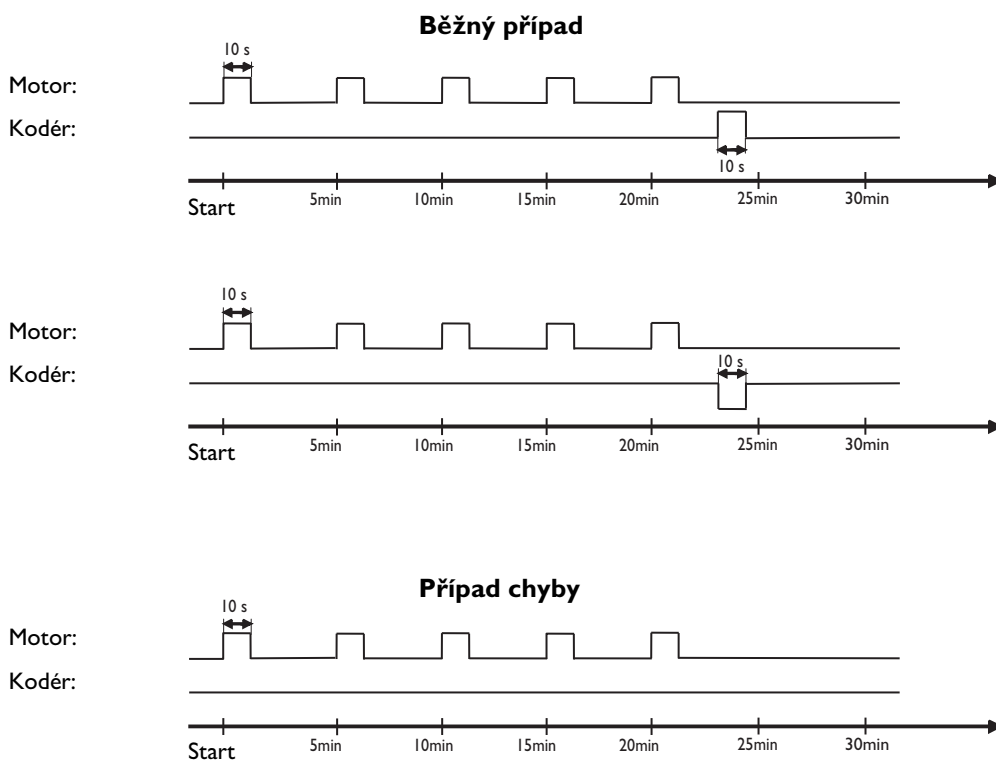 Běžný případ
10 s
Motor:
Kodér:
10 s
Start 5min 10min 15min 20min 25min 30min
10 s
Motor:
10 s
Kodér:
Start 5min 10min 15min 20min 25min 30min
Případ chyby
10 s
Motor:
Kodér:
Start 5min 10min 15min 20min 25min 30min